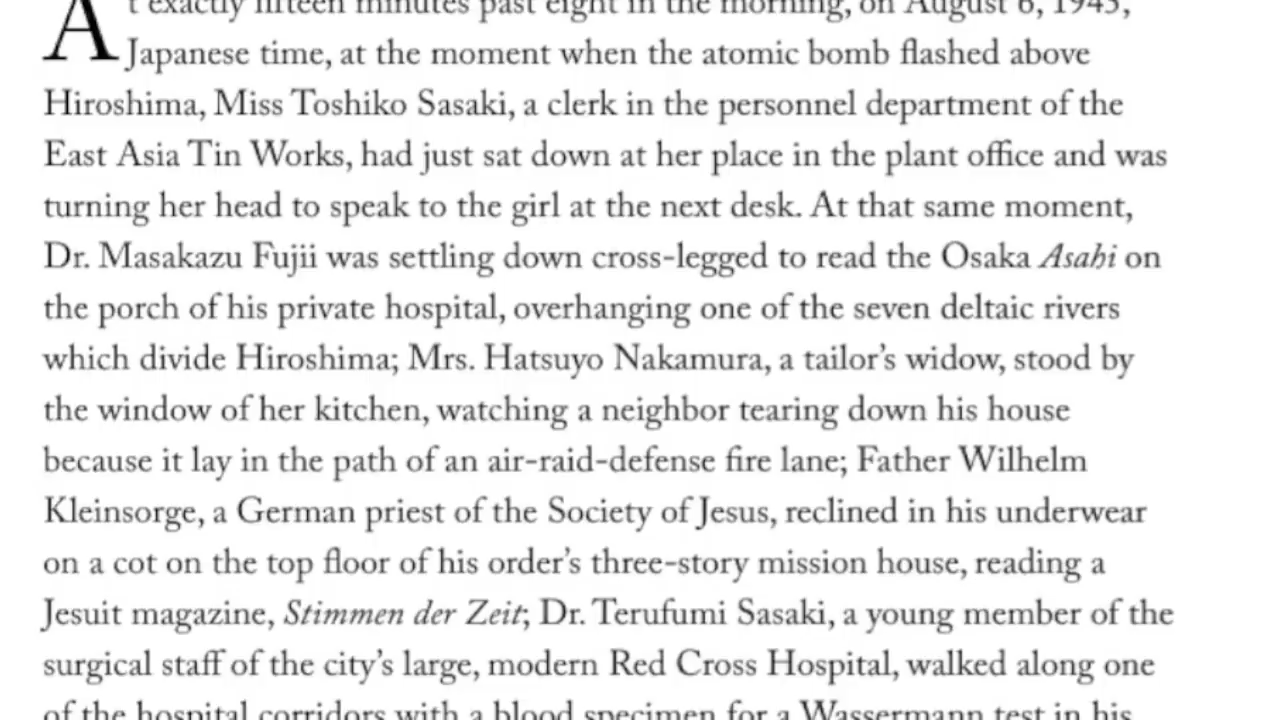 At exactly fifteen minutes past eight in the morning, on August 6, 1945,
Japanese time, at the moment when the atomic bomb flashed above
Hiroshima, Miss Toshiko Sasaki, a clerk in the personnel department of the
East Asia Tin Works, had just sat down at her place in the plant office and was
turning her head to speak to the girl at the next desk. At that same moment,
Dr. Masakazu Fujii was settling down cross-legged to read the Osaka Asahi on
the porch of his private hospital, overhanging one of the seven deltaic rivers
which divide Hiroshima; Mrs. Hatsuyo Nakamura, a tailor’s widow, stood by
the window of her kitchen, watching a neighbor tearing down his house
because it lay in the path of an air-raid-defense fire lane; Father Wilhelm
Kleinsorge, a German priest of the Society of Jesus, reclined in his underwear
on a cot on the top floor of his order’s three-story mission house, reading a
Jesuit magazine, Stimmen der Zeit; Dr. Terufumi Sasaki, a young member of the
surgical staff of the city’s large, modern Red Cross Hospital, walked along one
of the hospital corridors with a blood specimen for a Wassermann test in his